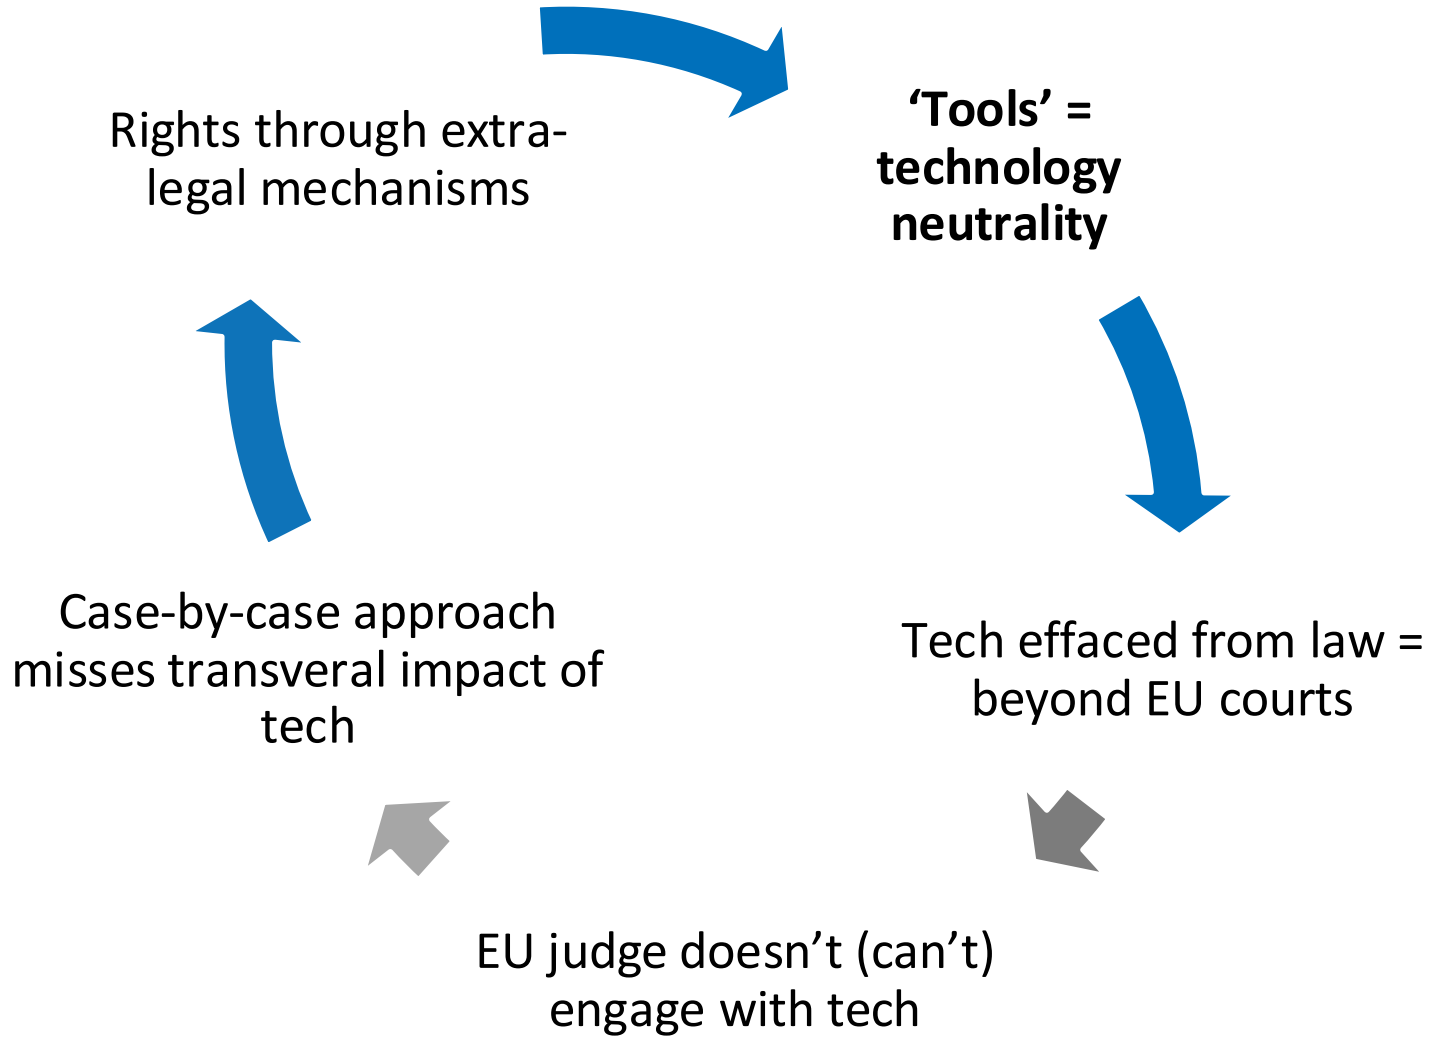 Rights through extra-
legal mechanisms
‘Tools’ =
technology
neutrality
Tech effaced from law =
beyond EU courts
EU judge doesn’t (can’t)
engage with tech
Case-by-case approach
misses transveral impact of
tech